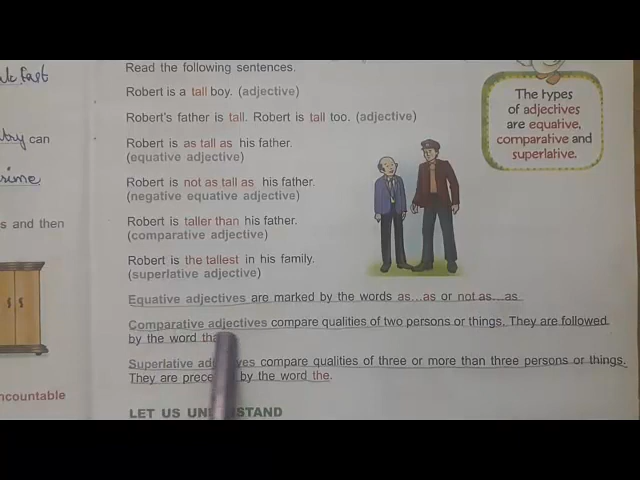 Read the following sentences.
Robert is a tall boy. (adjective)
Robert's father is tall. Robert is tall too. (adjective)
Robert is as tall as his father.
(equative adjective)
Robert is not as tall as his father.
(negative equative adjective)
Robert is taller than his father.
(comparative adjective)
Robert is the tallest in his family.
(superlative adjective)
Equative adjectives are marked by the words as...as or not as...as
Comparative adjectives compare qualities of two persons or things. They are followed
by the word
Superlative compare qualities of three or more than three persons or things.
They are by the word the.
LET US
The types
of adjectives
are equative,
comparative and
superlative.
can
s and then
ncountable